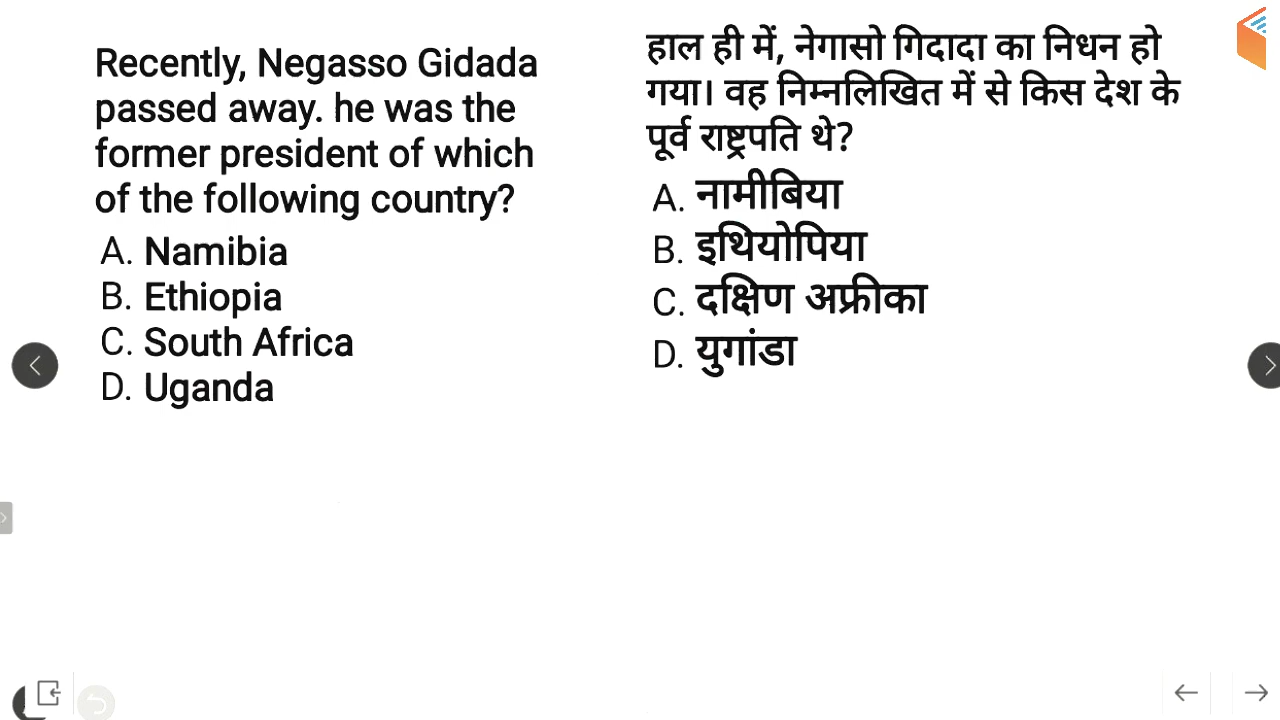 Recently, Negasso Gidada
passed away. he was the
former president of which
of the following country?
A. Namibia
B. Ethiopia
C. South Africa
D. Uganda
हाल ही में, नेगासो गिदादा का निधन हो
गया। वह निम्नलिखित में से किस देश के
पूर्व राष्ट्रपति थे?
A. नामीबिया
B. इथियोपिया
C. दक्षिण अफ्रीका
D. युगांडा